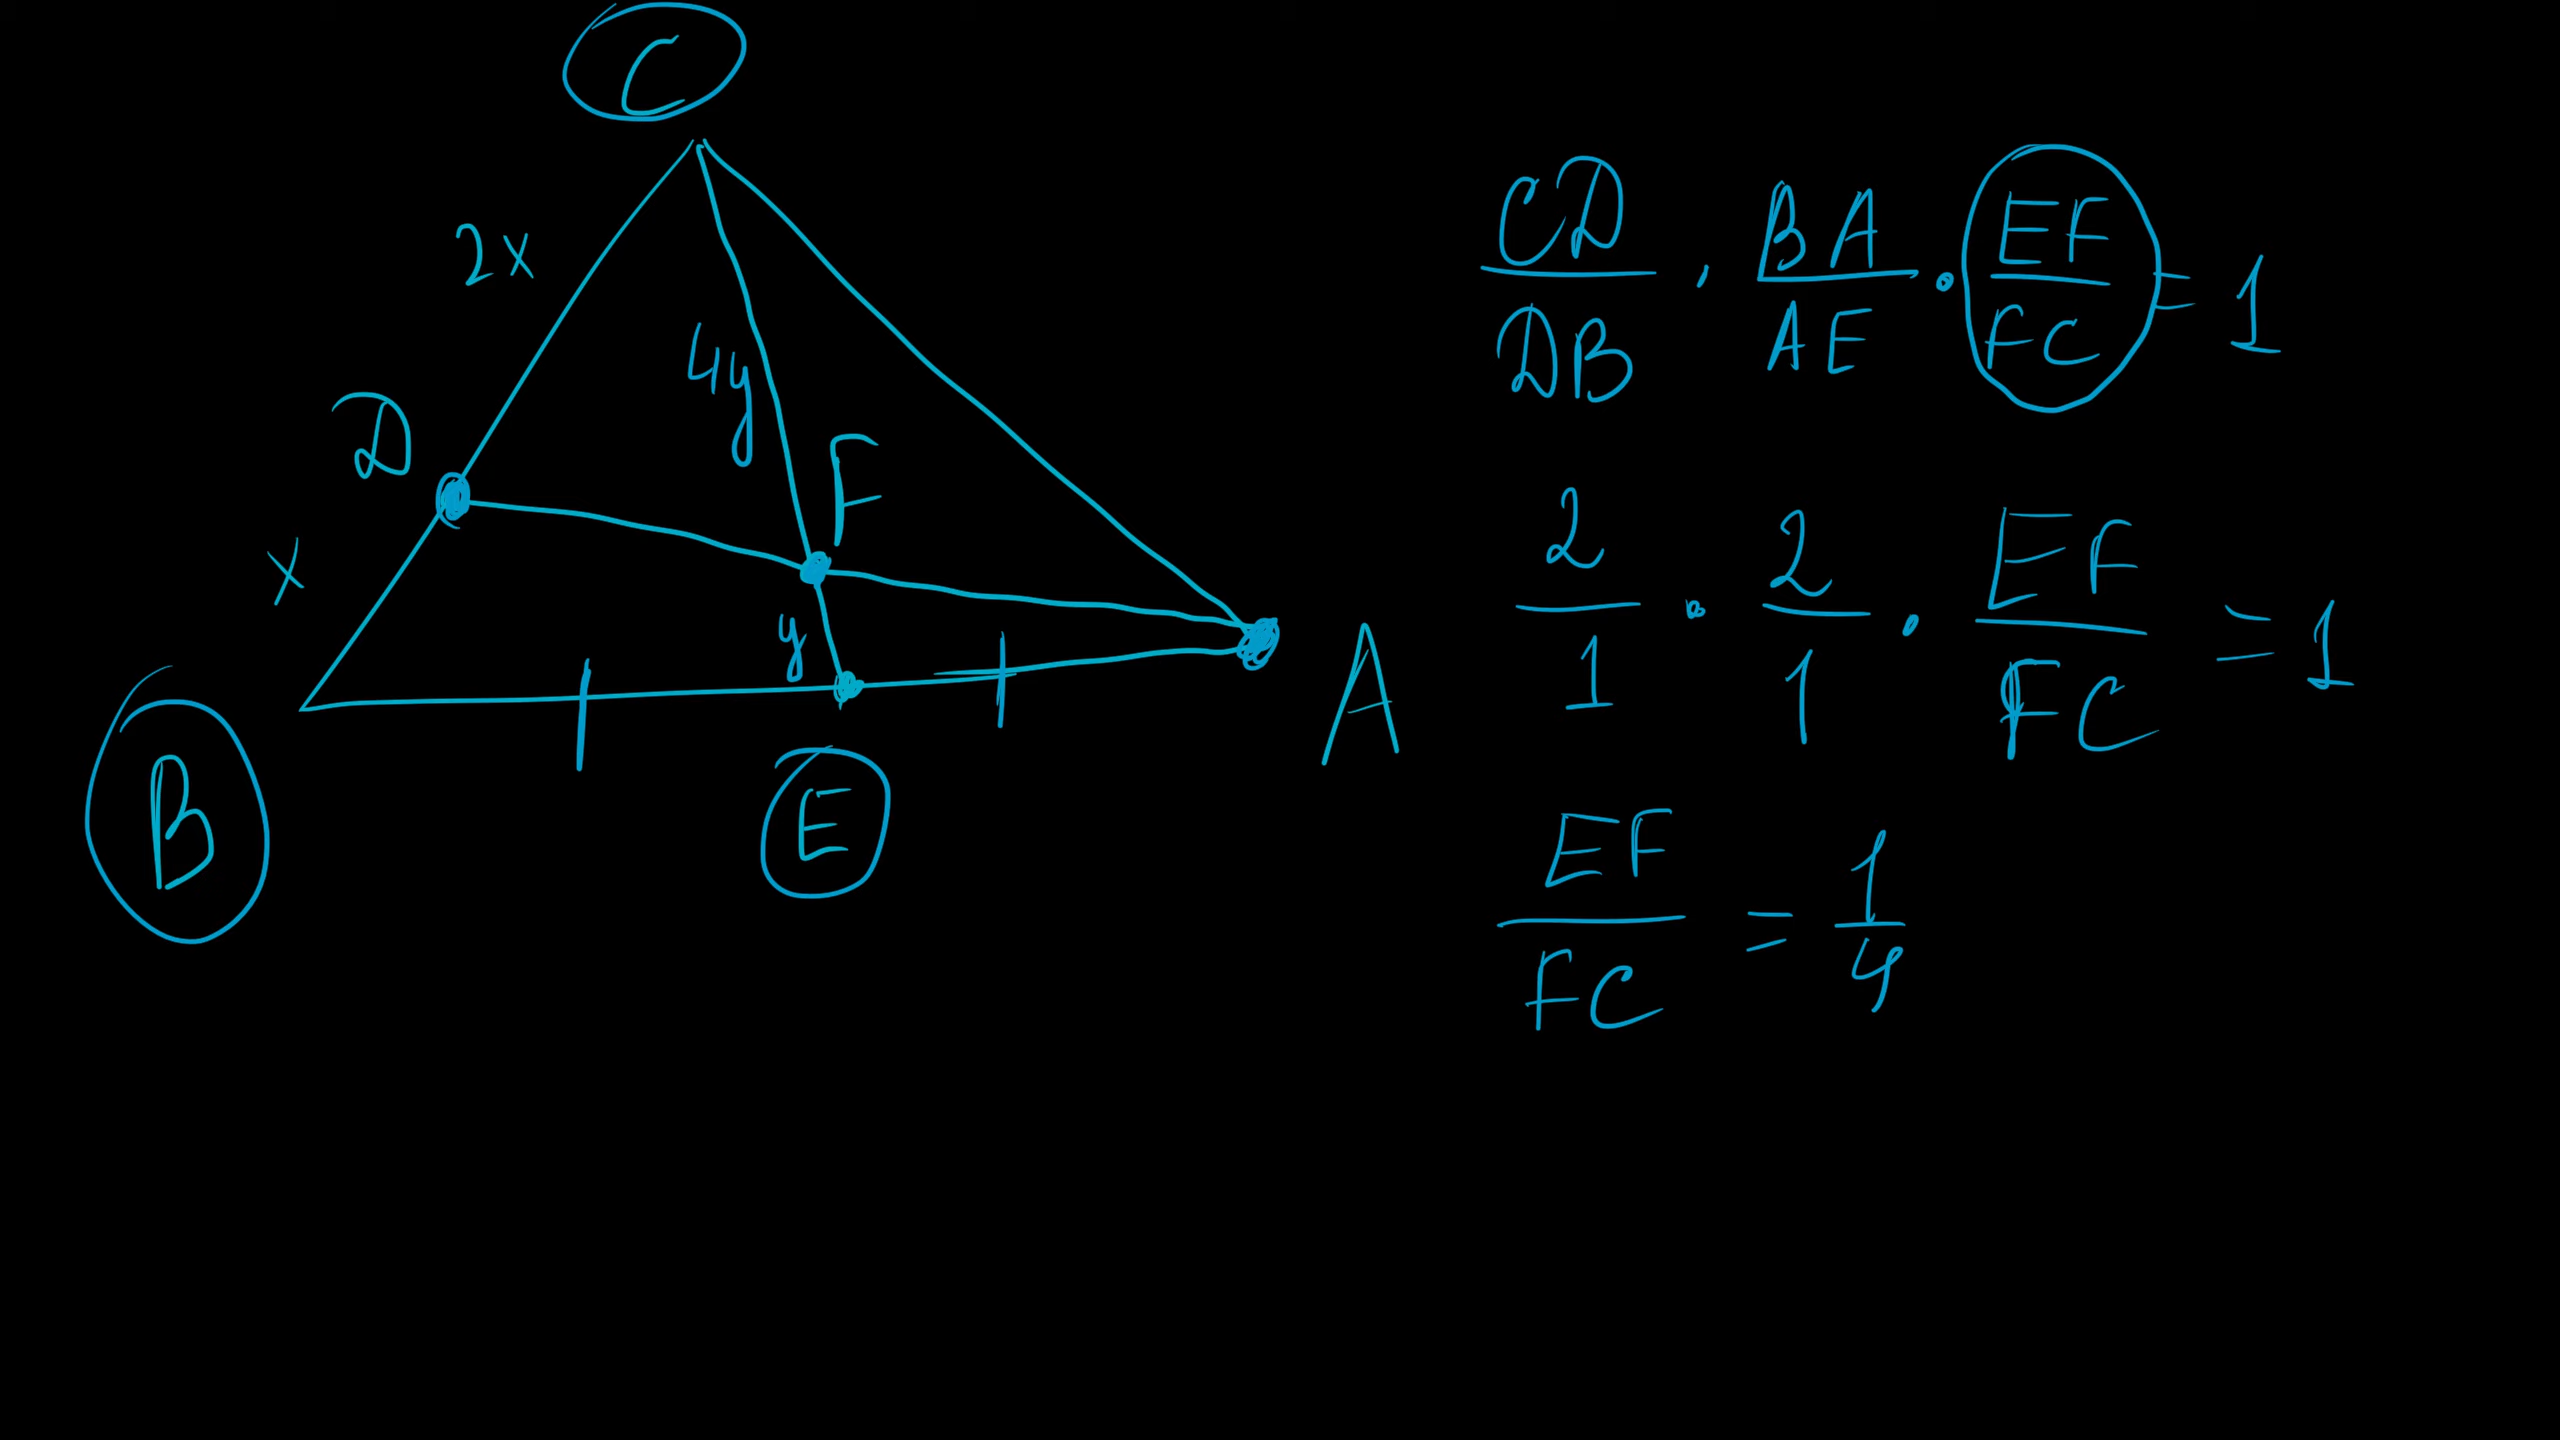 C
2x
4y
D
F
x
y
A
B
E
CD/DB · BA/AE · EF/FC = 1
2/1 · 2/1 · EF/FC = 1
EF/FC = 1/4